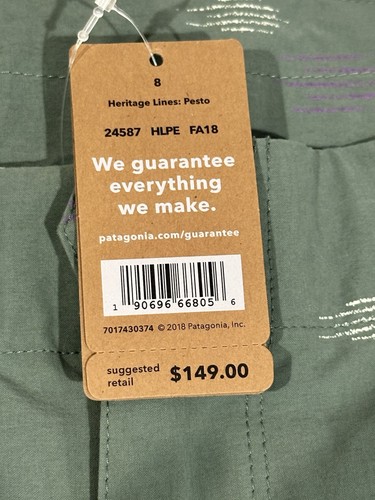 8
Heritage Lines: Pesto
24587 HLPE FA18
We guarantee
everything
we make.
patagonia.com/guarantee
1 90696 66805 6
7017430374 © 2018 Patagonia, Inc.
suggested
retail
$149.00